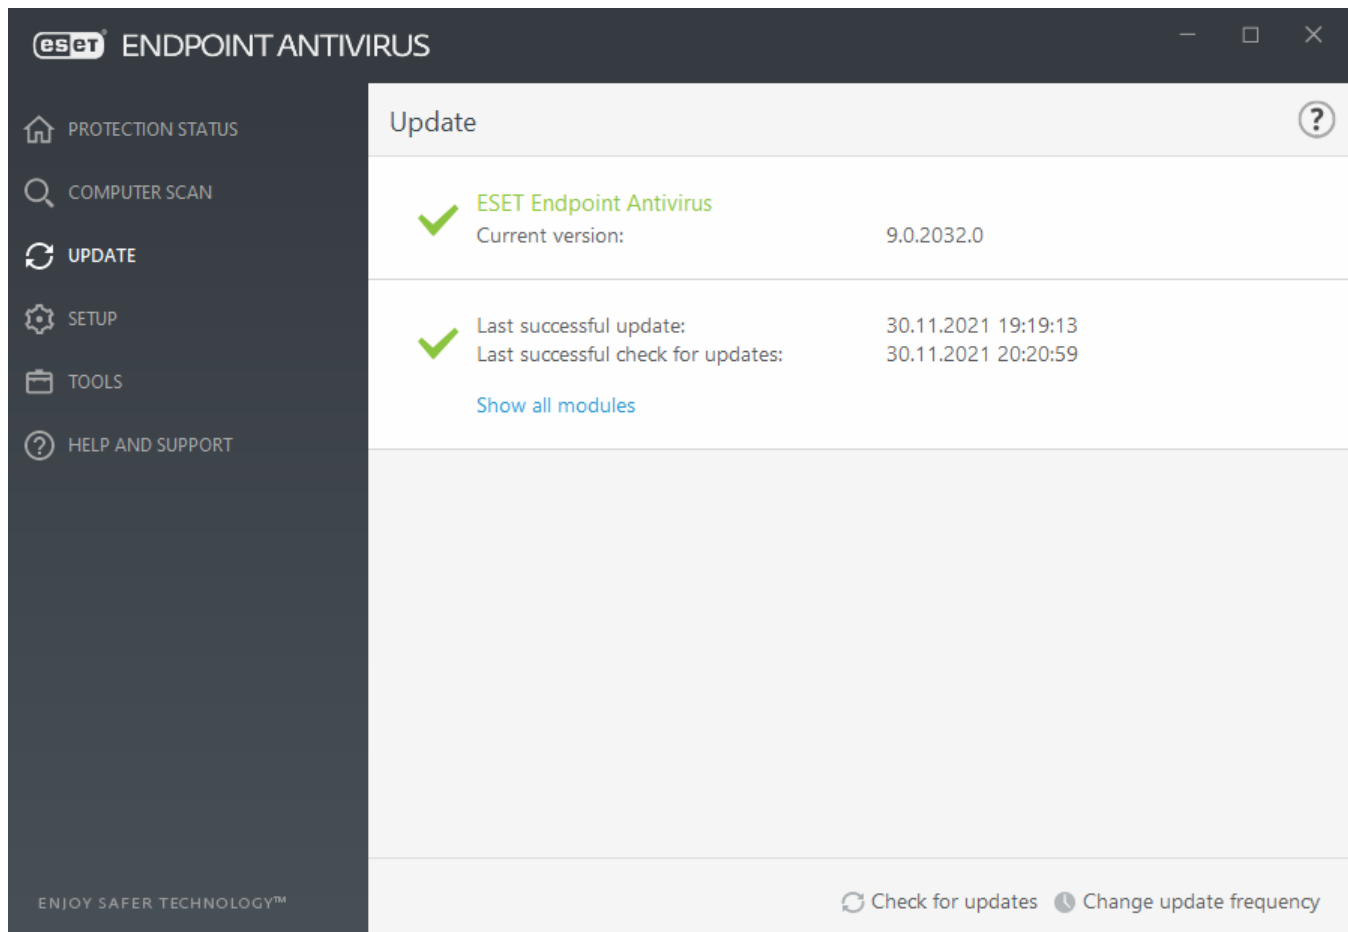 eset ENDPOINT ANTIVIRUS
PROTECTION STATUS
COMPUTER SCAN
UPDATE
SETUP
TOOLS
HELP AND SUPPORT
ENJOY SAFER TECHNOLOGY™
Update
?
ESET Endpoint Antivirus
Current version: 9.0.2032.0
Last successful update: 30.11.2021 19:19:13
Last successful check for updates: 30.11.2021 20:20:59
Show all modules
Check for updates Change update frequency